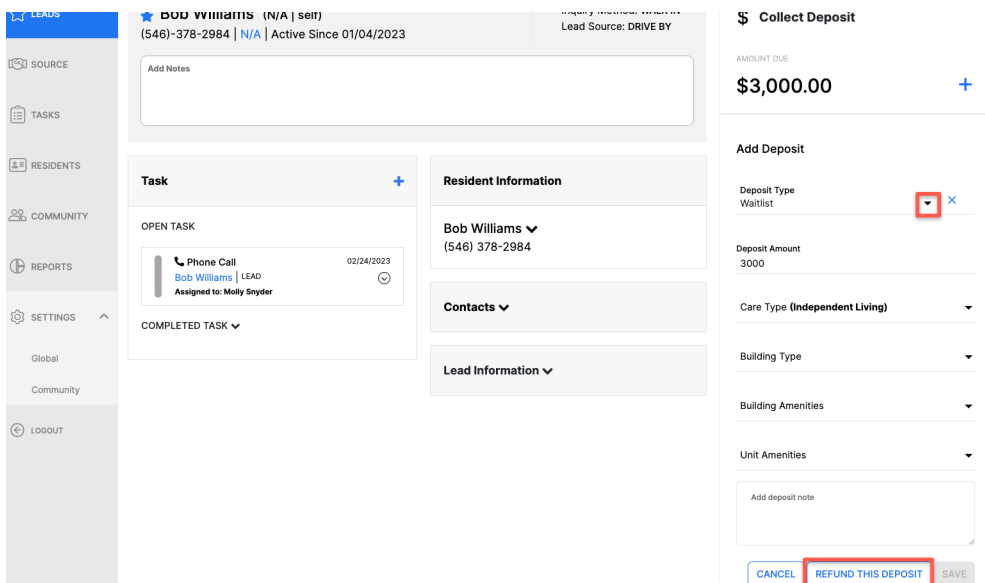 LEADS
SOURCE
TASKS
RESIDENTS
COMMUNITY
REPORTS
SETTINGS
Global
Community
LOGOUT
Bob Williams (N/A | self)
(546)-378-2984 | N/A | Active Since 01/04/2023
Inquiry Method: WALK IN
Lead Source: DRIVE BY
Add Notes
Task +
OPEN TASK
Phone Call 02/24/2023
Bob Williams | LEAD
Assigned to: Molly Snyder
COMPLETED TASK
Resident Information
Bob Williams
(546) 378-2984
Contacts
Lead Information
$ Collect Deposit
AMOUNT DUE
$3,000.00 +
Add Deposit
Deposit Type
Waitlist
Deposit Amount
3000
Care Type (Independent Living)
Building Type
Building Amenities
Unit Amenities
Add deposit note
CANCEL REFUND THIS DEPOSIT SAVE